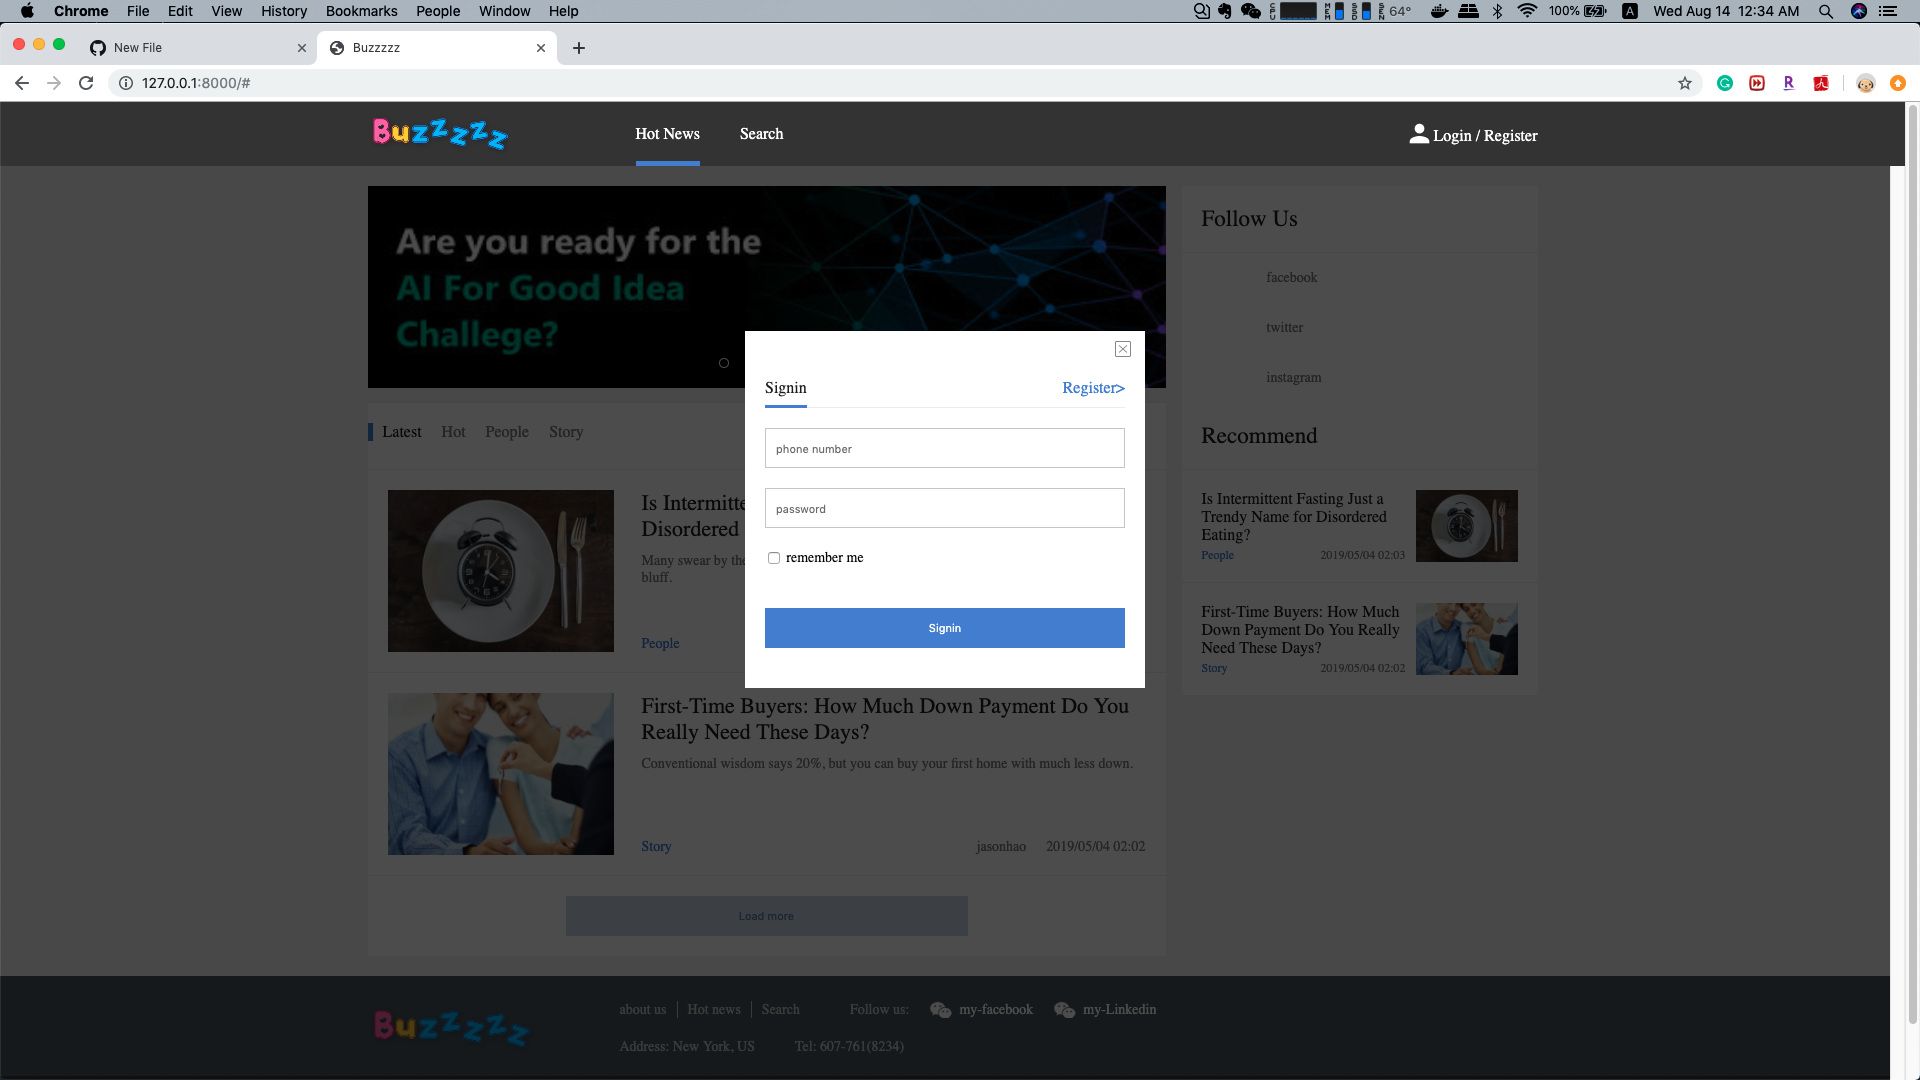 Chrome File Edit View History Bookmarks People Window Help
CPU MEM SSD SEN 64° 100% A Wed Aug 14 12:34 AM
New File
Buzzzzz
127.0.0.1:8000/#
Buzzzzz
Hot News
Search
Login / Register
Are you ready for the
AI For Good Idea
Challege?
Signin
Register>
phone number
password
remember me
Signin
Latest Hot People Story
Is Intermitte
Disordered
Many swear by the
bluff.
People
First-Time Buyers: How Much Down Payment Do You
Really Need These Days?
Conventional wisdom says 20%, but you can buy your first home with much less down.
Story
jasonhao 2019/05/04 02:02
Load more
Follow Us
facebook
twitter
instagram
Recommend
Is Intermittent Fasting Just a
Trendy Name for Disordered
Eating?
People 2019/05/04 02:03
First-Time Buyers: How Much
Down Payment Do You Really
Need These Days?
Story 2019/05/04 02:02
Buzzzzz
about us Hot news Search Follow us: my-facebook my-Linkedin
Address: New York, US Tel: 607-761(8234)